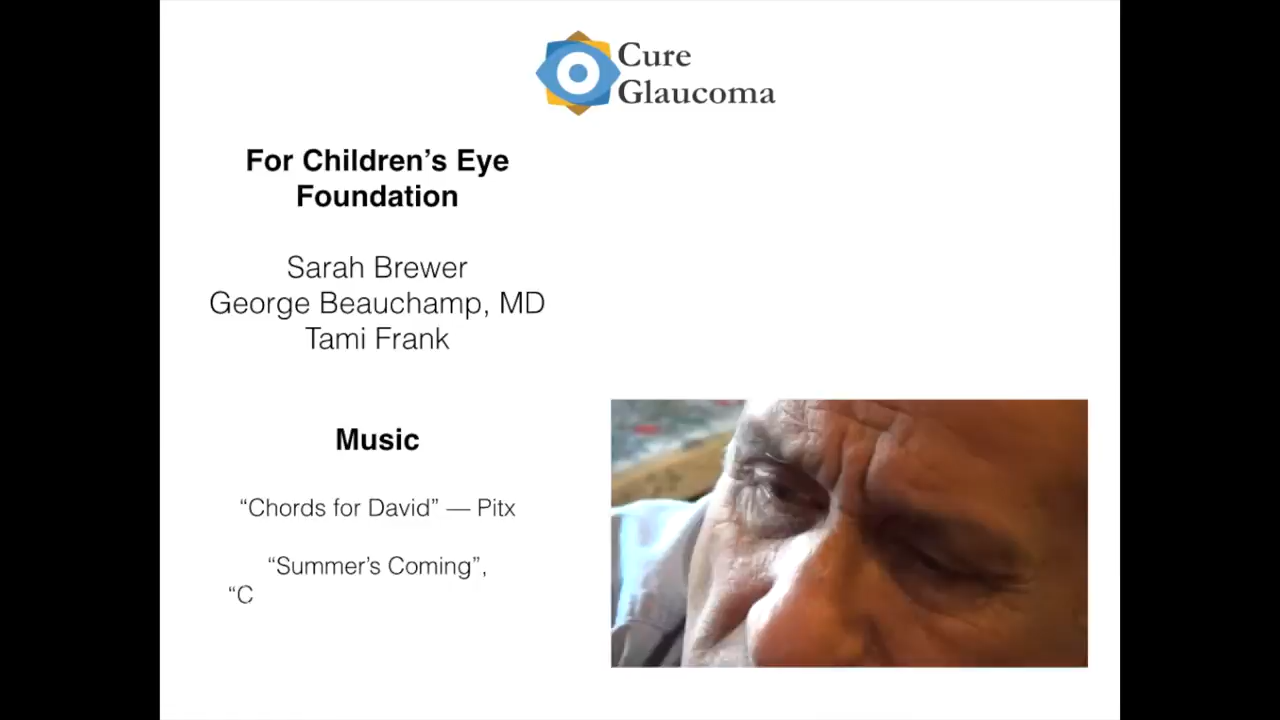 Cure
Glaucoma
For Children’s Eye
Foundation
Sarah Brewer
George Beauchamp, MD
Tami Frank
Music
“Chords for David” — Pitx
“Summer’s Coming”,
“C